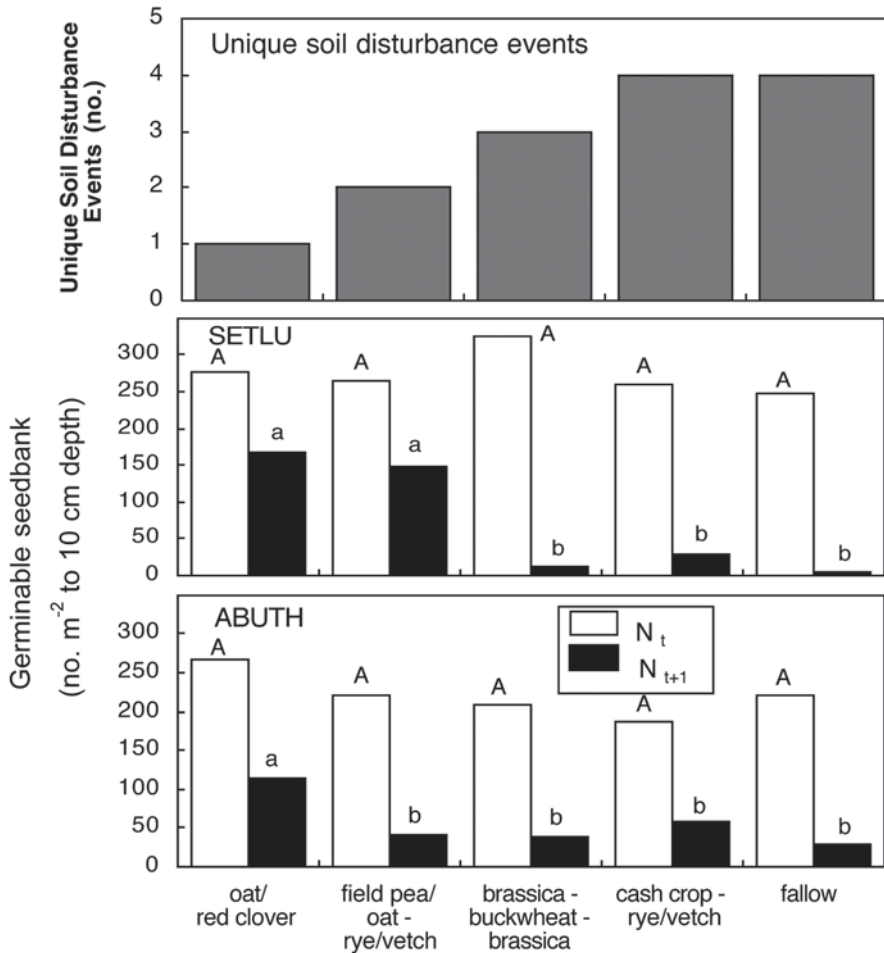 Unique soil disturbance events
Unique Soil Disturbance
Events (no.)
5
4
3
2
1
0
SETLU
Germinable seedbank
(no. m⁻² to 10 cm depth)
300
250
200
150
100
50
0
A
a
A
a
A
b
A
b
A
b
ABUTH
300
250
200
150
100
50
0
A
a
A
b
A
b
A
b
A
b
N t
N t+1
oat/
red clover
field pea/
oat -
rye/vetch
brassica -
buckwheat -
brassica
cash crop -
rye/vetch
fallow